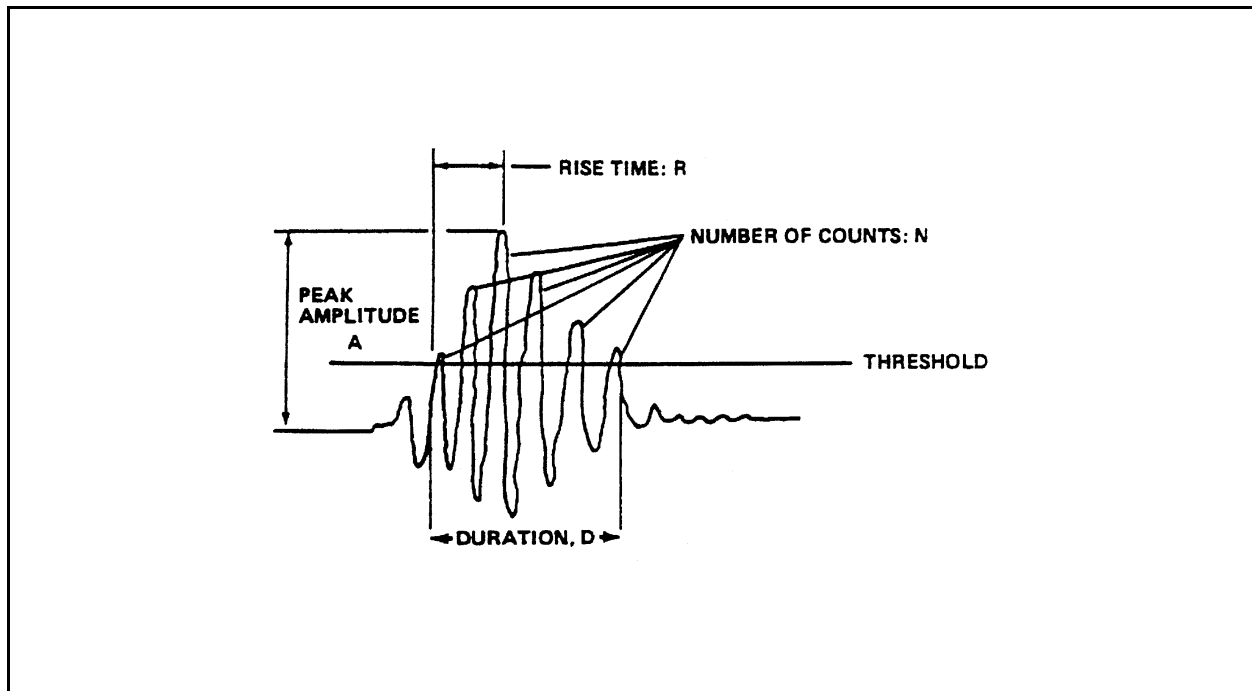 RISE TIME: R
NUMBER OF COUNTS: N
PEAK
AMPLITUDE
A
THRESHOLD
DURATION, D